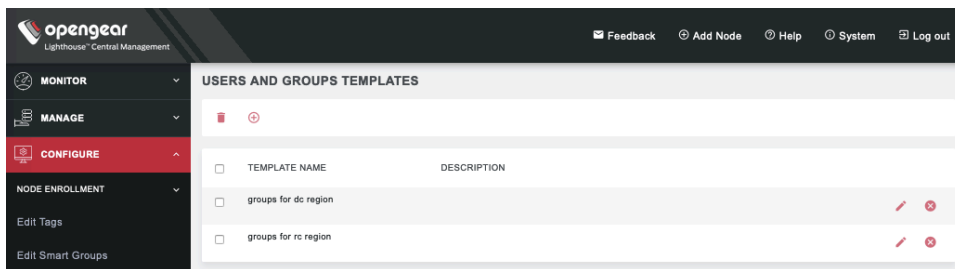 opengear
Lighthouse™ Central Management
Feedback
Add Node
Help
System
Log out
MONITOR
USERS AND GROUPS TEMPLATES
MANAGE
CONFIGURE
TEMPLATE NAME DESCRIPTION
NODE ENROLLMENT
groups for dc region
Edit Tags
groups for rc region
Edit Smart Groups